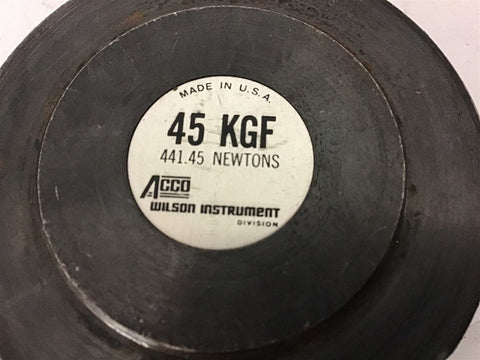 MADE IN U.S.A.
45 KGF
441.45 NEWTONS
ACCO
WILSON INSTRUMENT
DIVISION